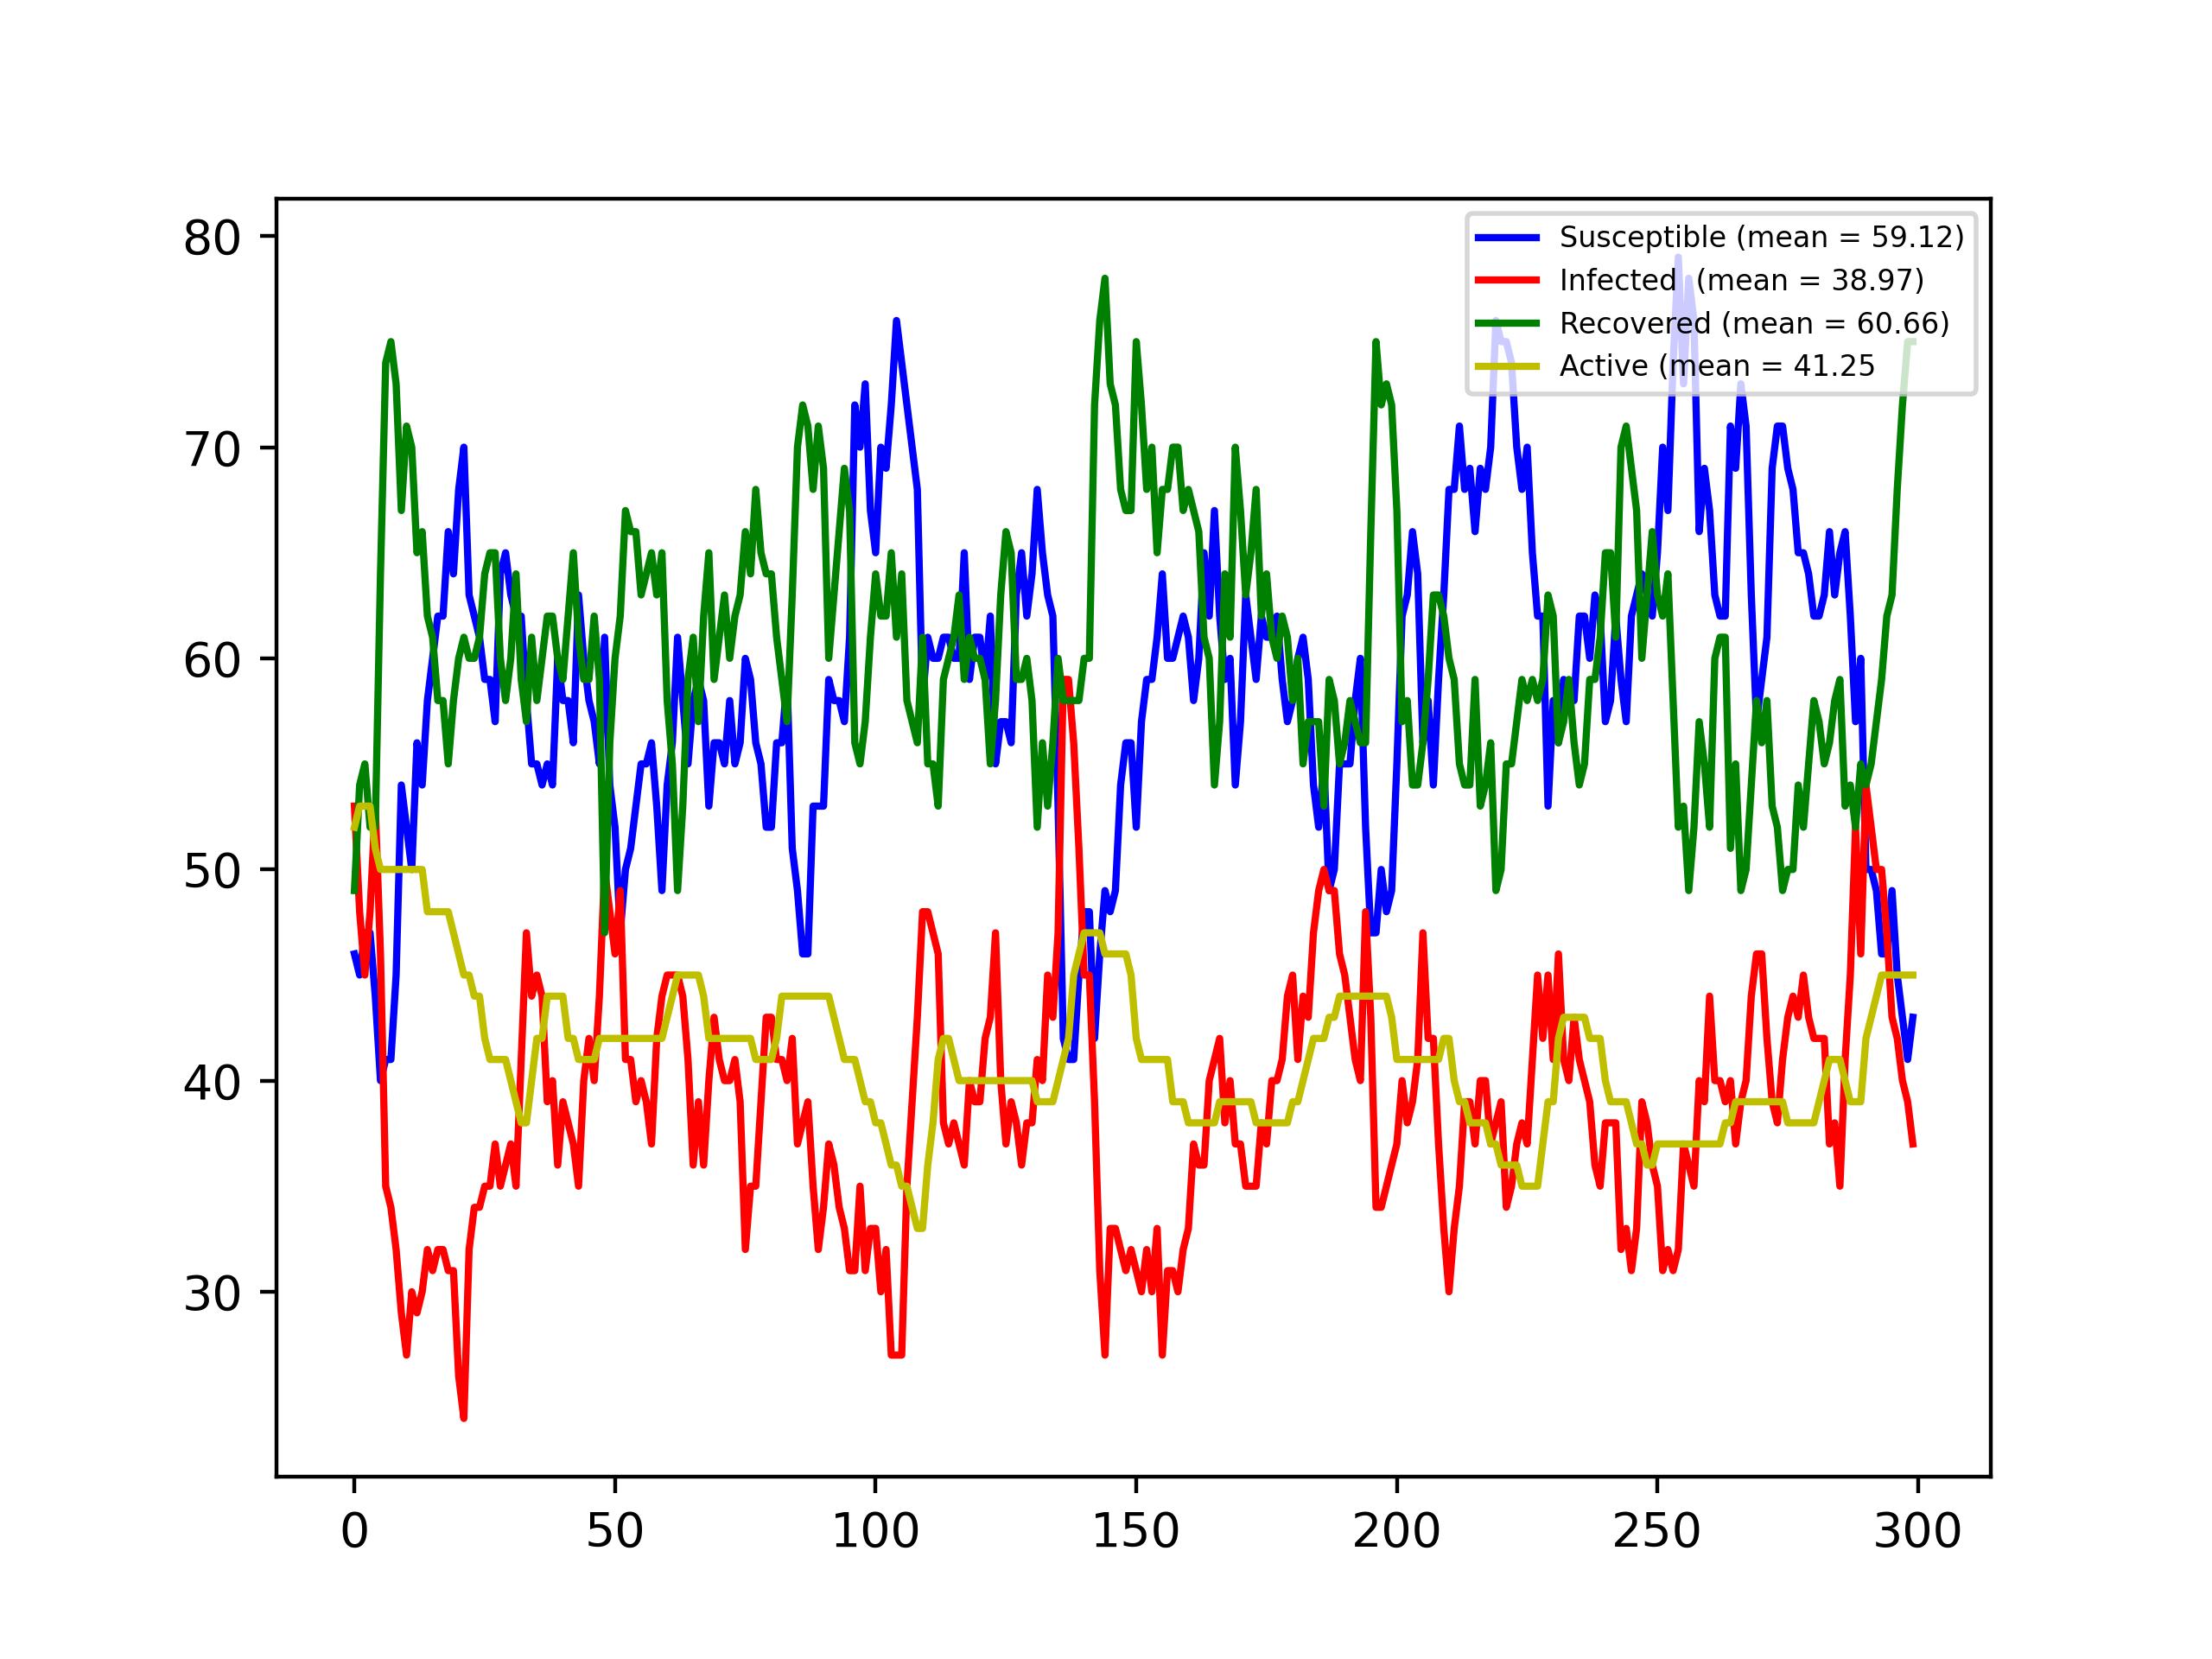 80
70
60
50
40
30
0 50 100 150 200 250 300
Susceptible (mean = 59.12)
Infected  (mean = 38.97)
Recovered (mean = 60.66)
Active (mean = 41.25